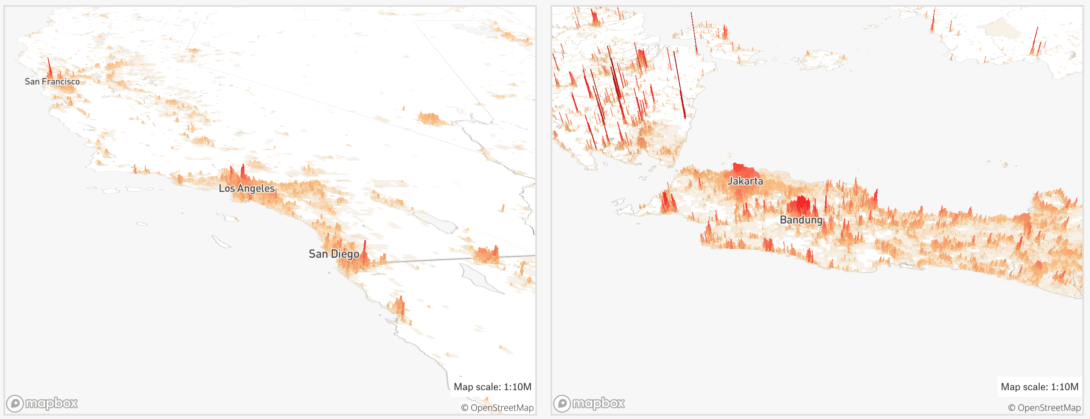 San Francisco
Los Angeles
San Diego
Map scale: 1:10M
mapbox
© OpenStreetMap
Jakarta
Bandung
Map scale: 1:10M
mapbox
© OpenStreetMap